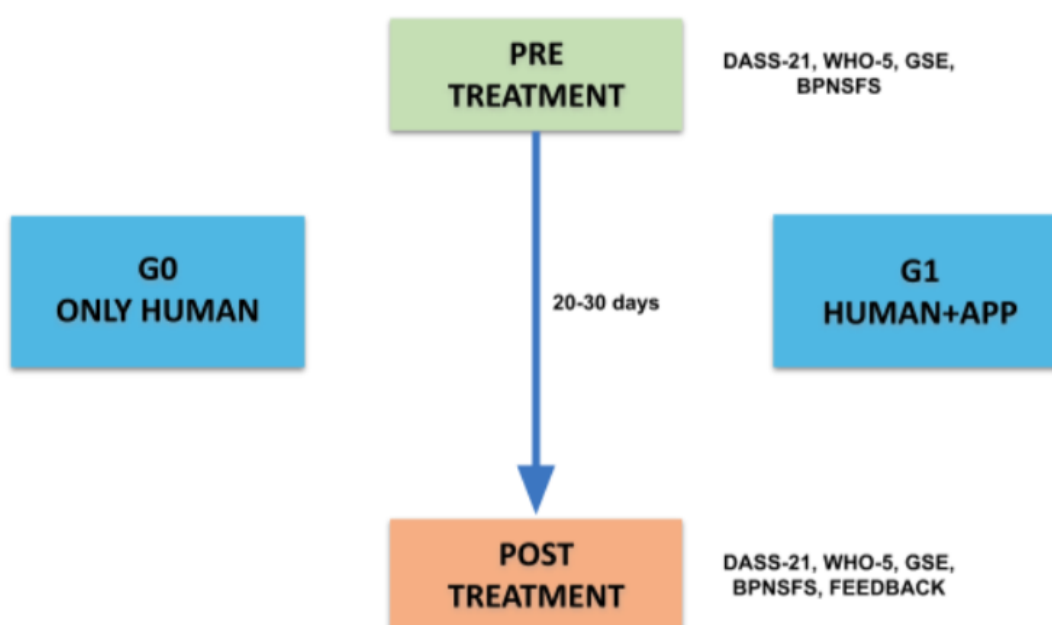 PRE
TREATMENT
DASS-21, WHO-5, GSE,
BPNSFS
G0
ONLY HUMAN
20-30 days
G1
HUMAN+APP
POST
TREATMENT
DASS-21, WHO-5, GSE,
BPNSFS, FEEDBACK